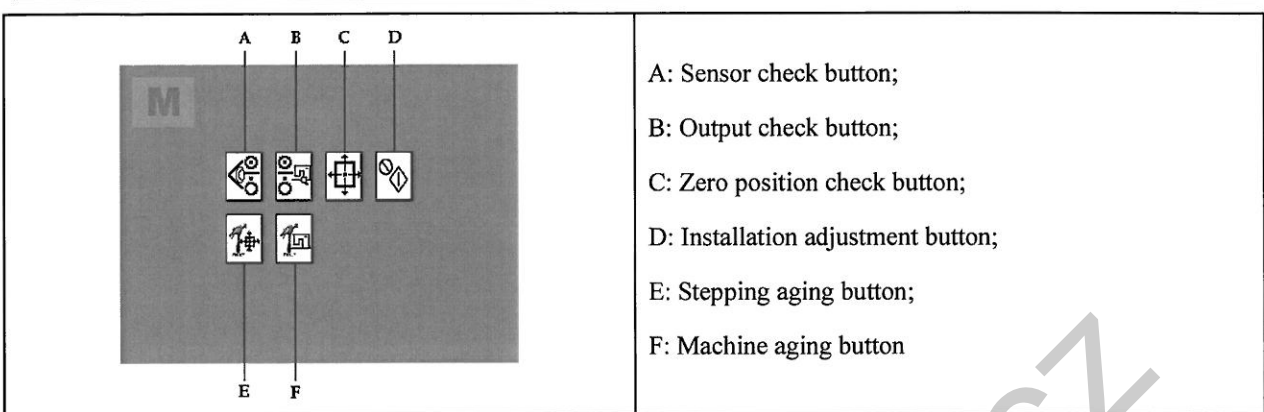 A B C D
M
E F
A: Sensor check button;
B: Output check button;
C: Zero position check button;
D: Installation adjustment button;
E: Stepping aging button;
F: Machine aging button